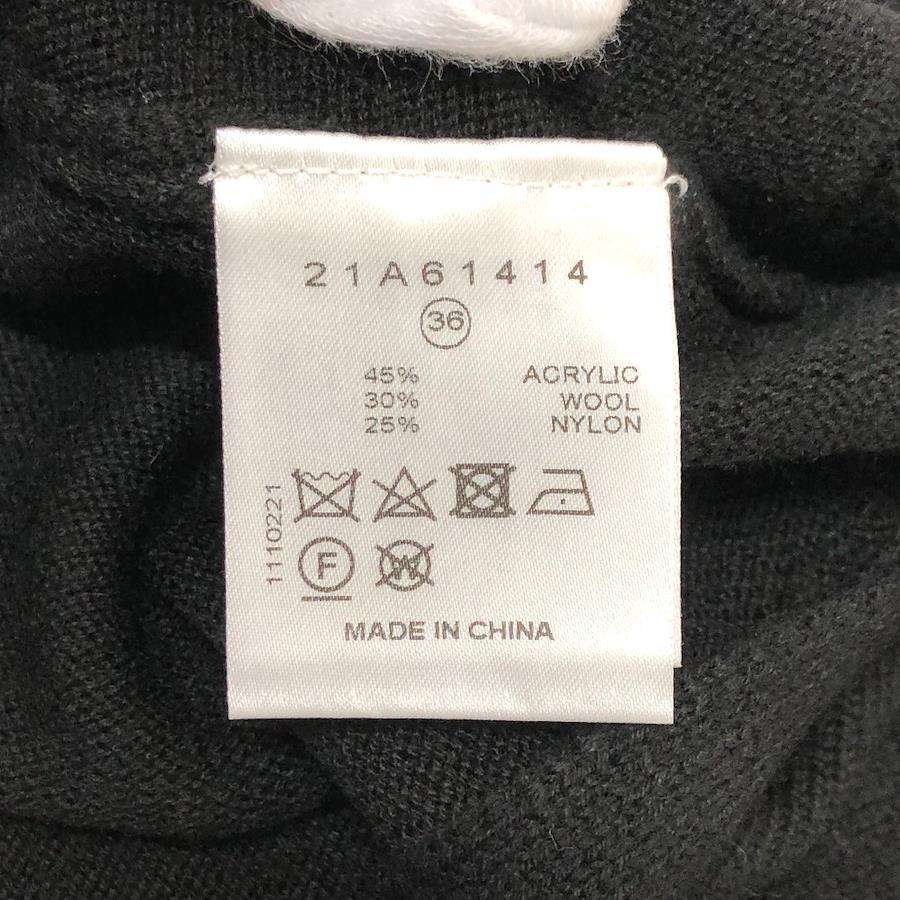 21A61414
36
45% ACRYLIC
30% WOOL
25% NYLON
1110221
F
W
MADE IN CHINA